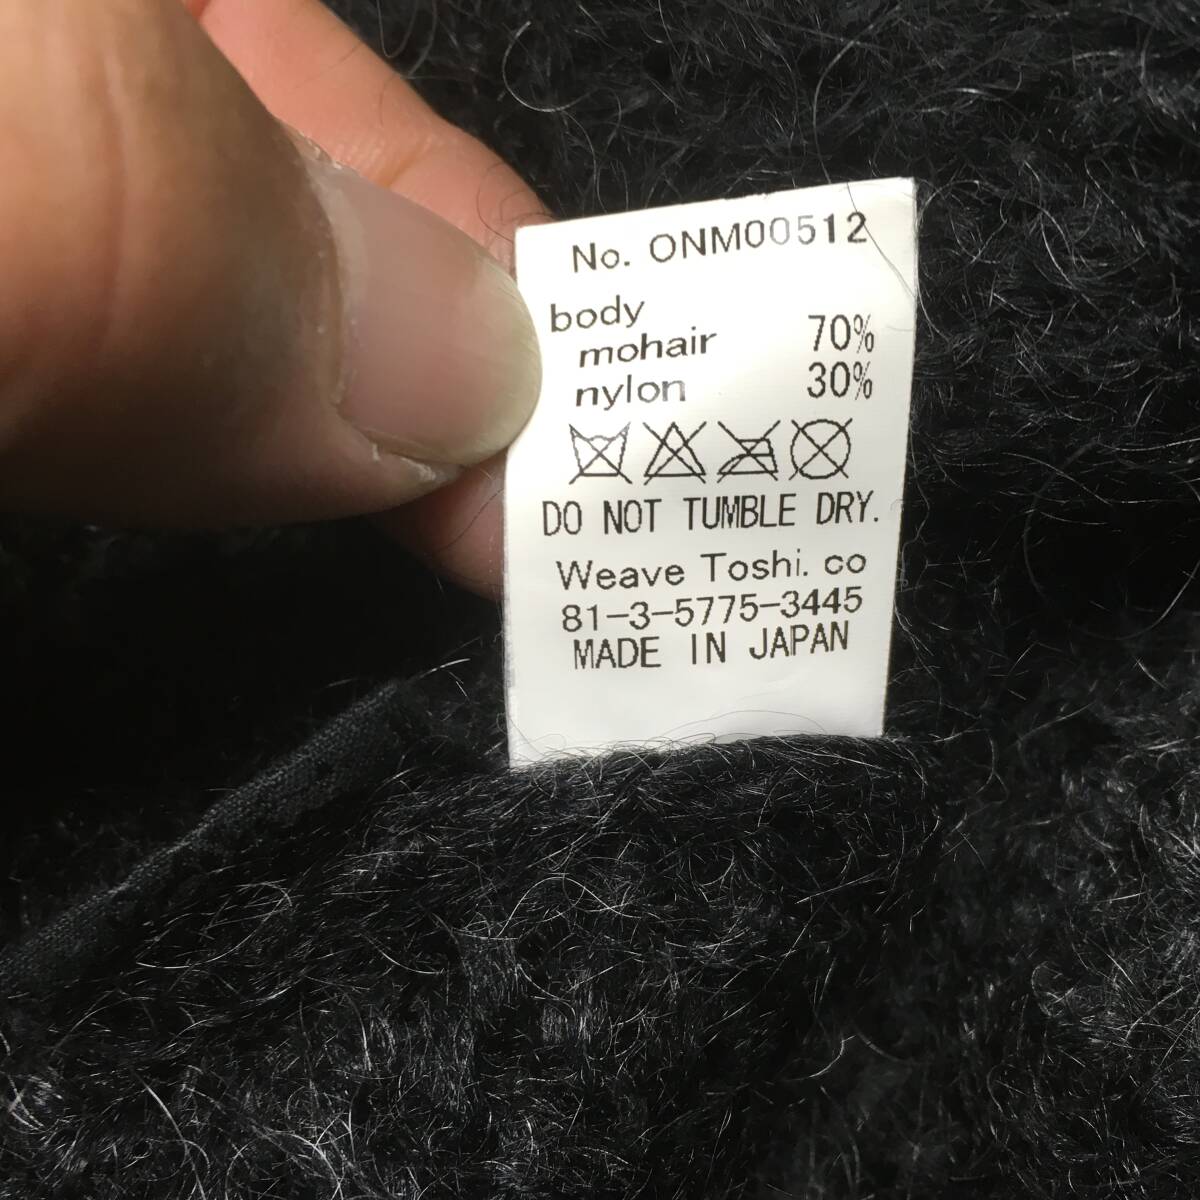 No. ONM00512
body
mohair 70%
nylon 30%
DO NOT TUMBLE DRY.
Weave Toshi. co
81-3-5775-3445
MADE IN JAPAN